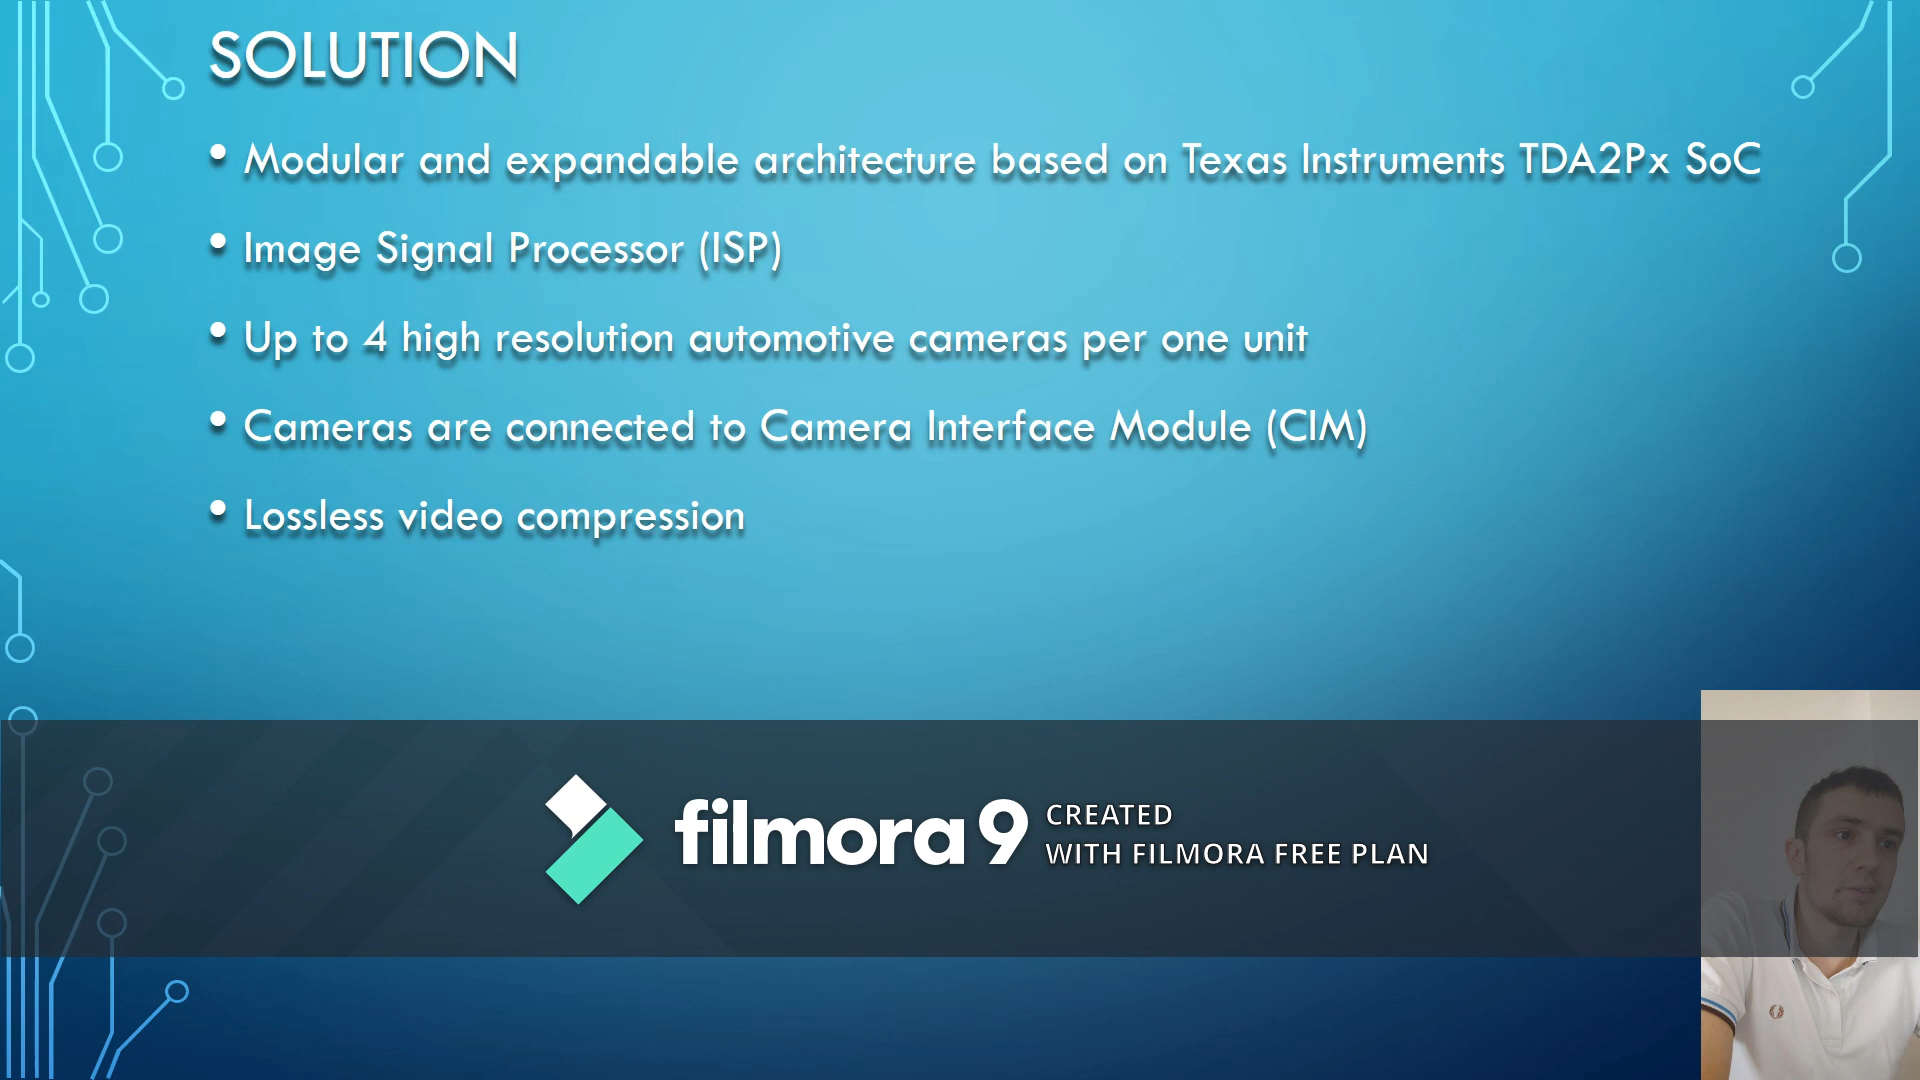 SOLUTION
• Modular and expandable architecture based on Texas Instruments TDA2Px SoC
• Image Signal Processor (ISP)
• Up to 4 high resolution automotive cameras per one unit
• Cameras are connected to Camera Interface Module (CIM)
• Lossless video compression
filmora9 CREATED
WITH FILMORA FREE PLAN